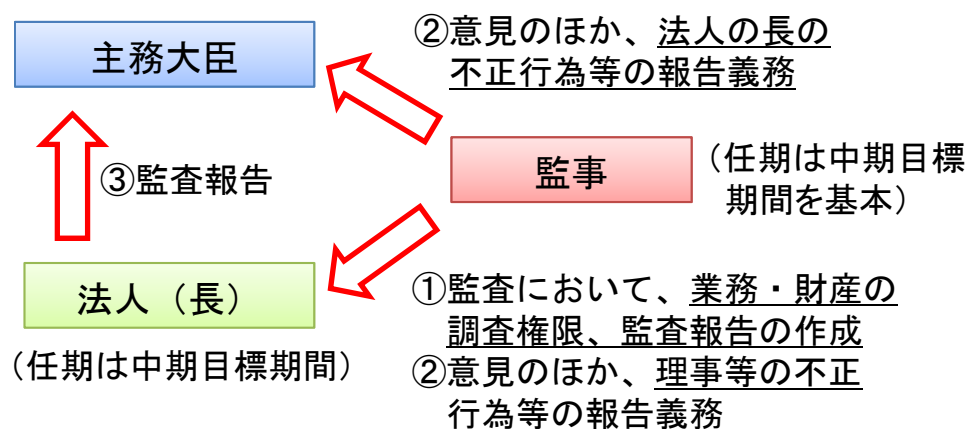 主務大臣
②意見のほか、法人の長の
不正行為等の報告義務
③監査報告
監事
（任期は中期目標
期間を基本）
法人（長）
（任期は中期目標期間）
①監査において、業務・財産の
調査権限、監査報告の作成
②意見のほか、理事等の不正
行為等の報告義務